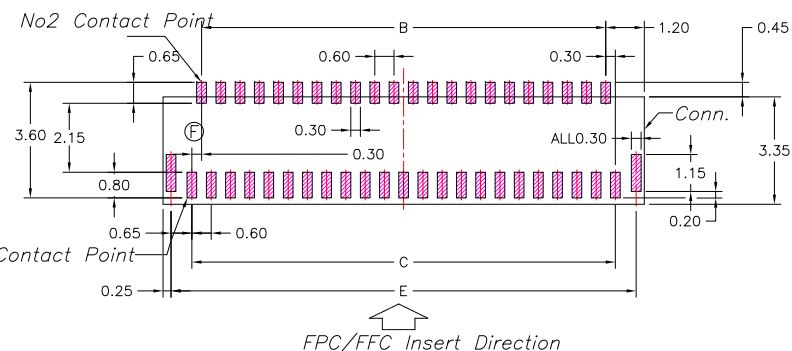 No2 Contact Point
B
1.20
0.45
0.65
0.60
0.30
3.60
2.15
F
0.30
ALL0.30
Conn.
3.35
0.30
0.80
1.15
0.20
0.65
0.60
Contact Point
C
0.25
E
FPC/FFC Insert Direction